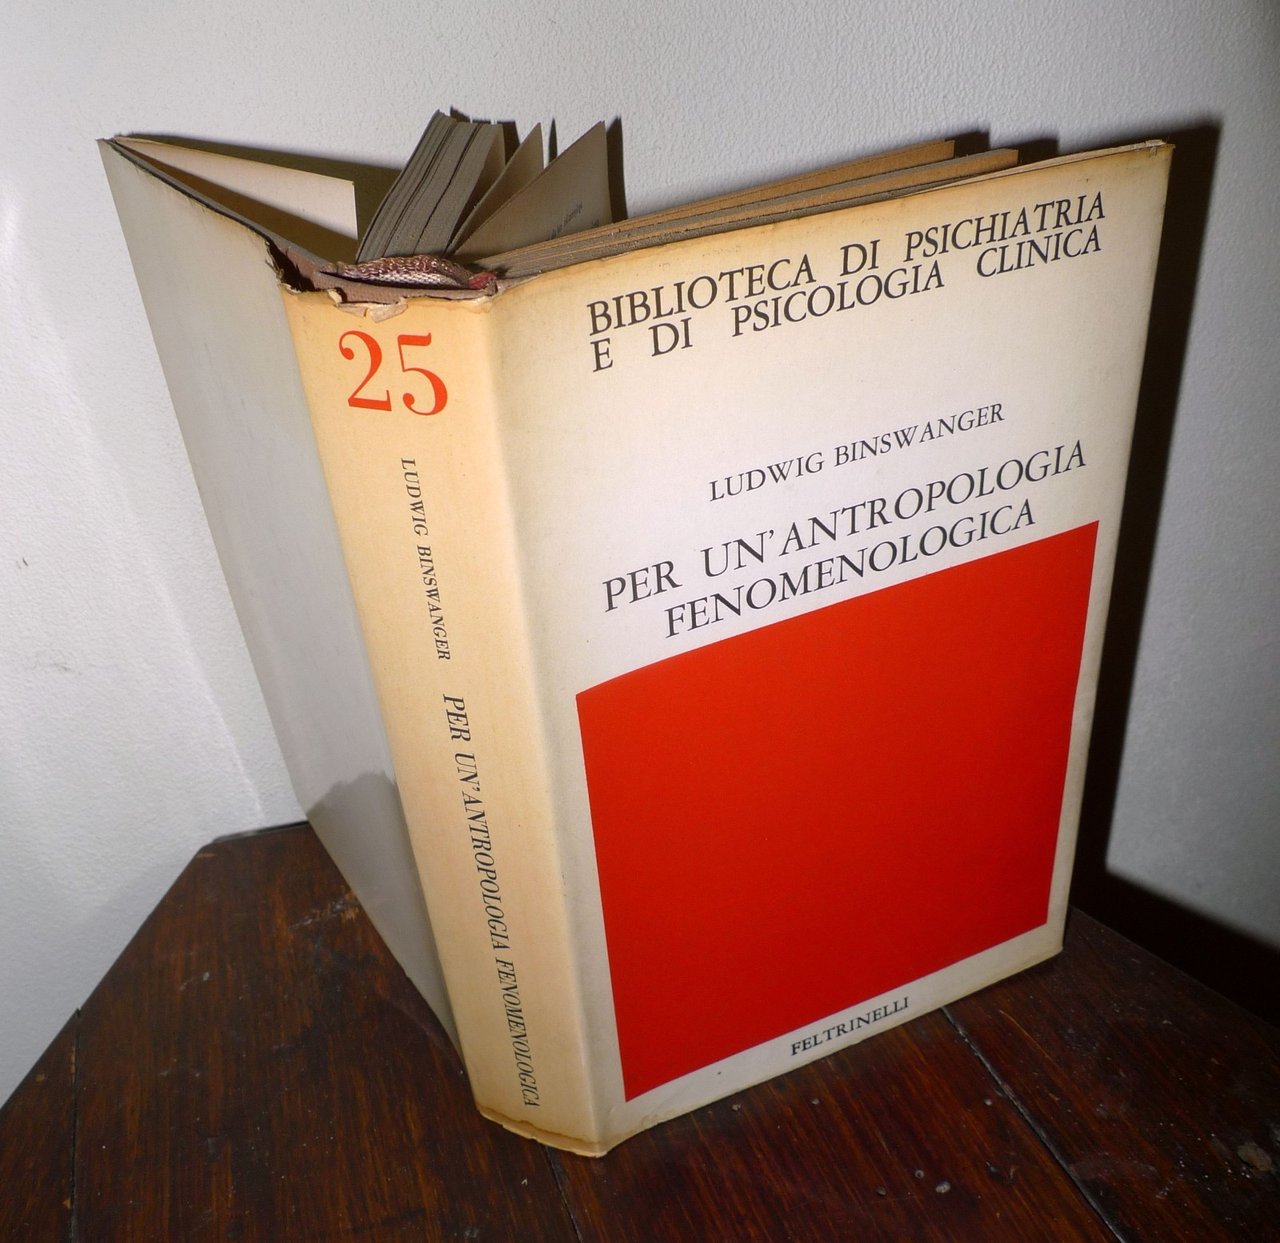 25
LUDWIG BINSWANGER PER UN'ANTROPOLOGIA FENOMENOLOGICA
BIBLIOTECA DI PSICHIATRIA
E DI PSICOLOGIA CLINICA
LUDWIG BINSWANGER
PER UN'ANTROPOLOGIA
FENOMENOLOGICA
FELTRINELLI